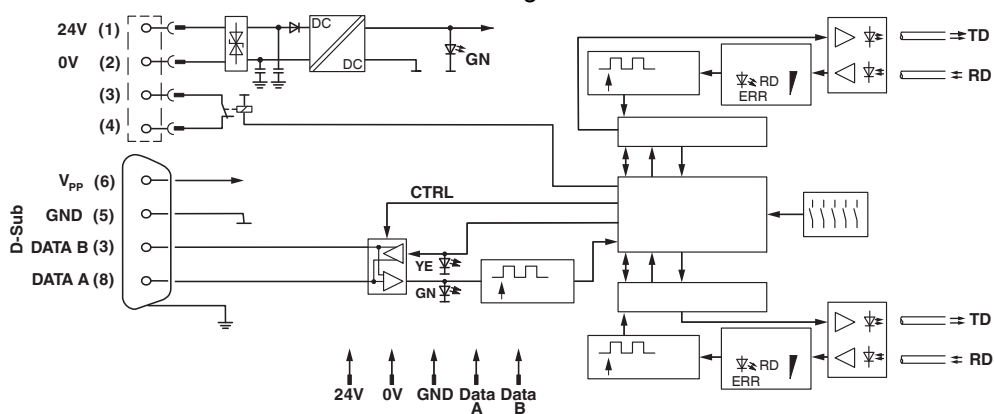 24V (1)
0V (2)
(3)
(4)
DC
DC
GN
TD
RD
RD
ERR
D-Sub
VPP (6)
GND (5)
DATA B (3)
DATA A (8)
CTRL
YE
GN
TD
RD
RD
ERR
24V 0V GND Data A Data B